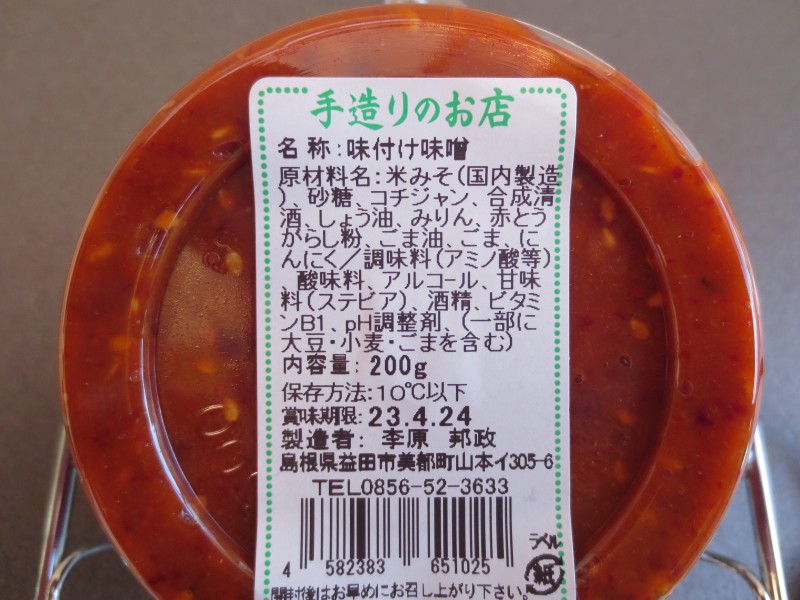 手造りのお店
名 称：味付け味噌
原材料名：米みそ（国内製造
）、砂糖、コチジャン、合成清
酒、しょう油、みりん、赤とう
がらし粉、ごま油、ごま、に
んにく／調味料（アミノ酸等）
、酸味料、アルコール、甘味
料（ステビア）、酒精、ビタミ
ンB1、pH調整剤、（一部に
大豆・小麦・ごまを含む）
内容量：200g
保存方法：10℃以下
賞味期限：23.4.24
製造者： 李原 邦政
島根県益田市美都町山本イ305-6
TEL0856-52-3633
4 582383 651025
ラベル
紙
開封後はお早めにお召し上がり下さい。